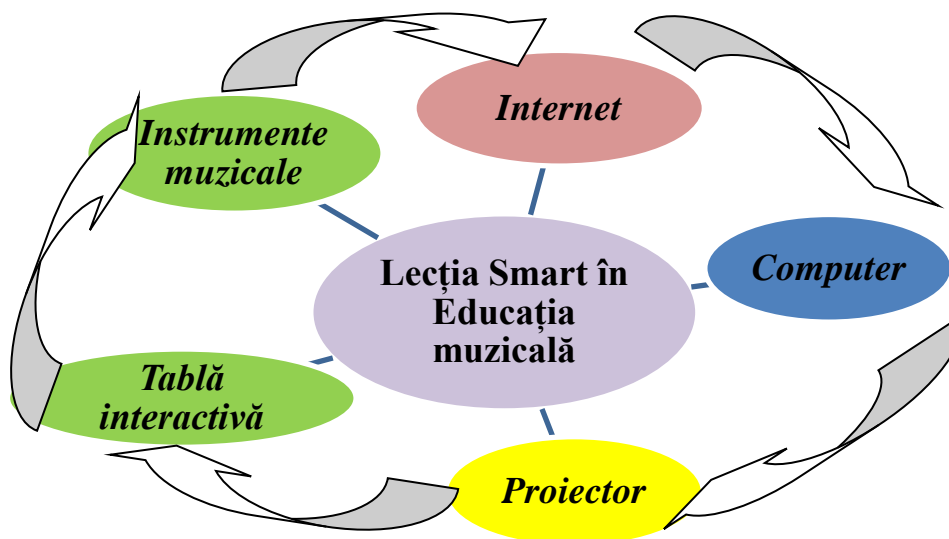 Internet
Instrumente
muzicale
Computer
Lecția Smart în
Educația
muzicală
Tablă
interactivă
Proiector